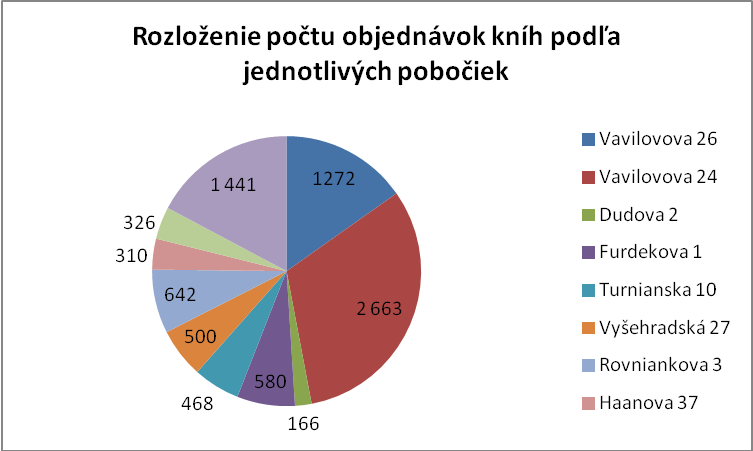 Rozloženie počtu objednávok kníh podľa
jednotlivých pobočiek
1272
2 663
166
580
468
500
642
310
326
1 441
Vavilovova 26
Vavilovova 24
Dudova 2
Furdekova 1
Turnianska 10
Vyšehradská 27
Rovniankova 3
Haanova 37